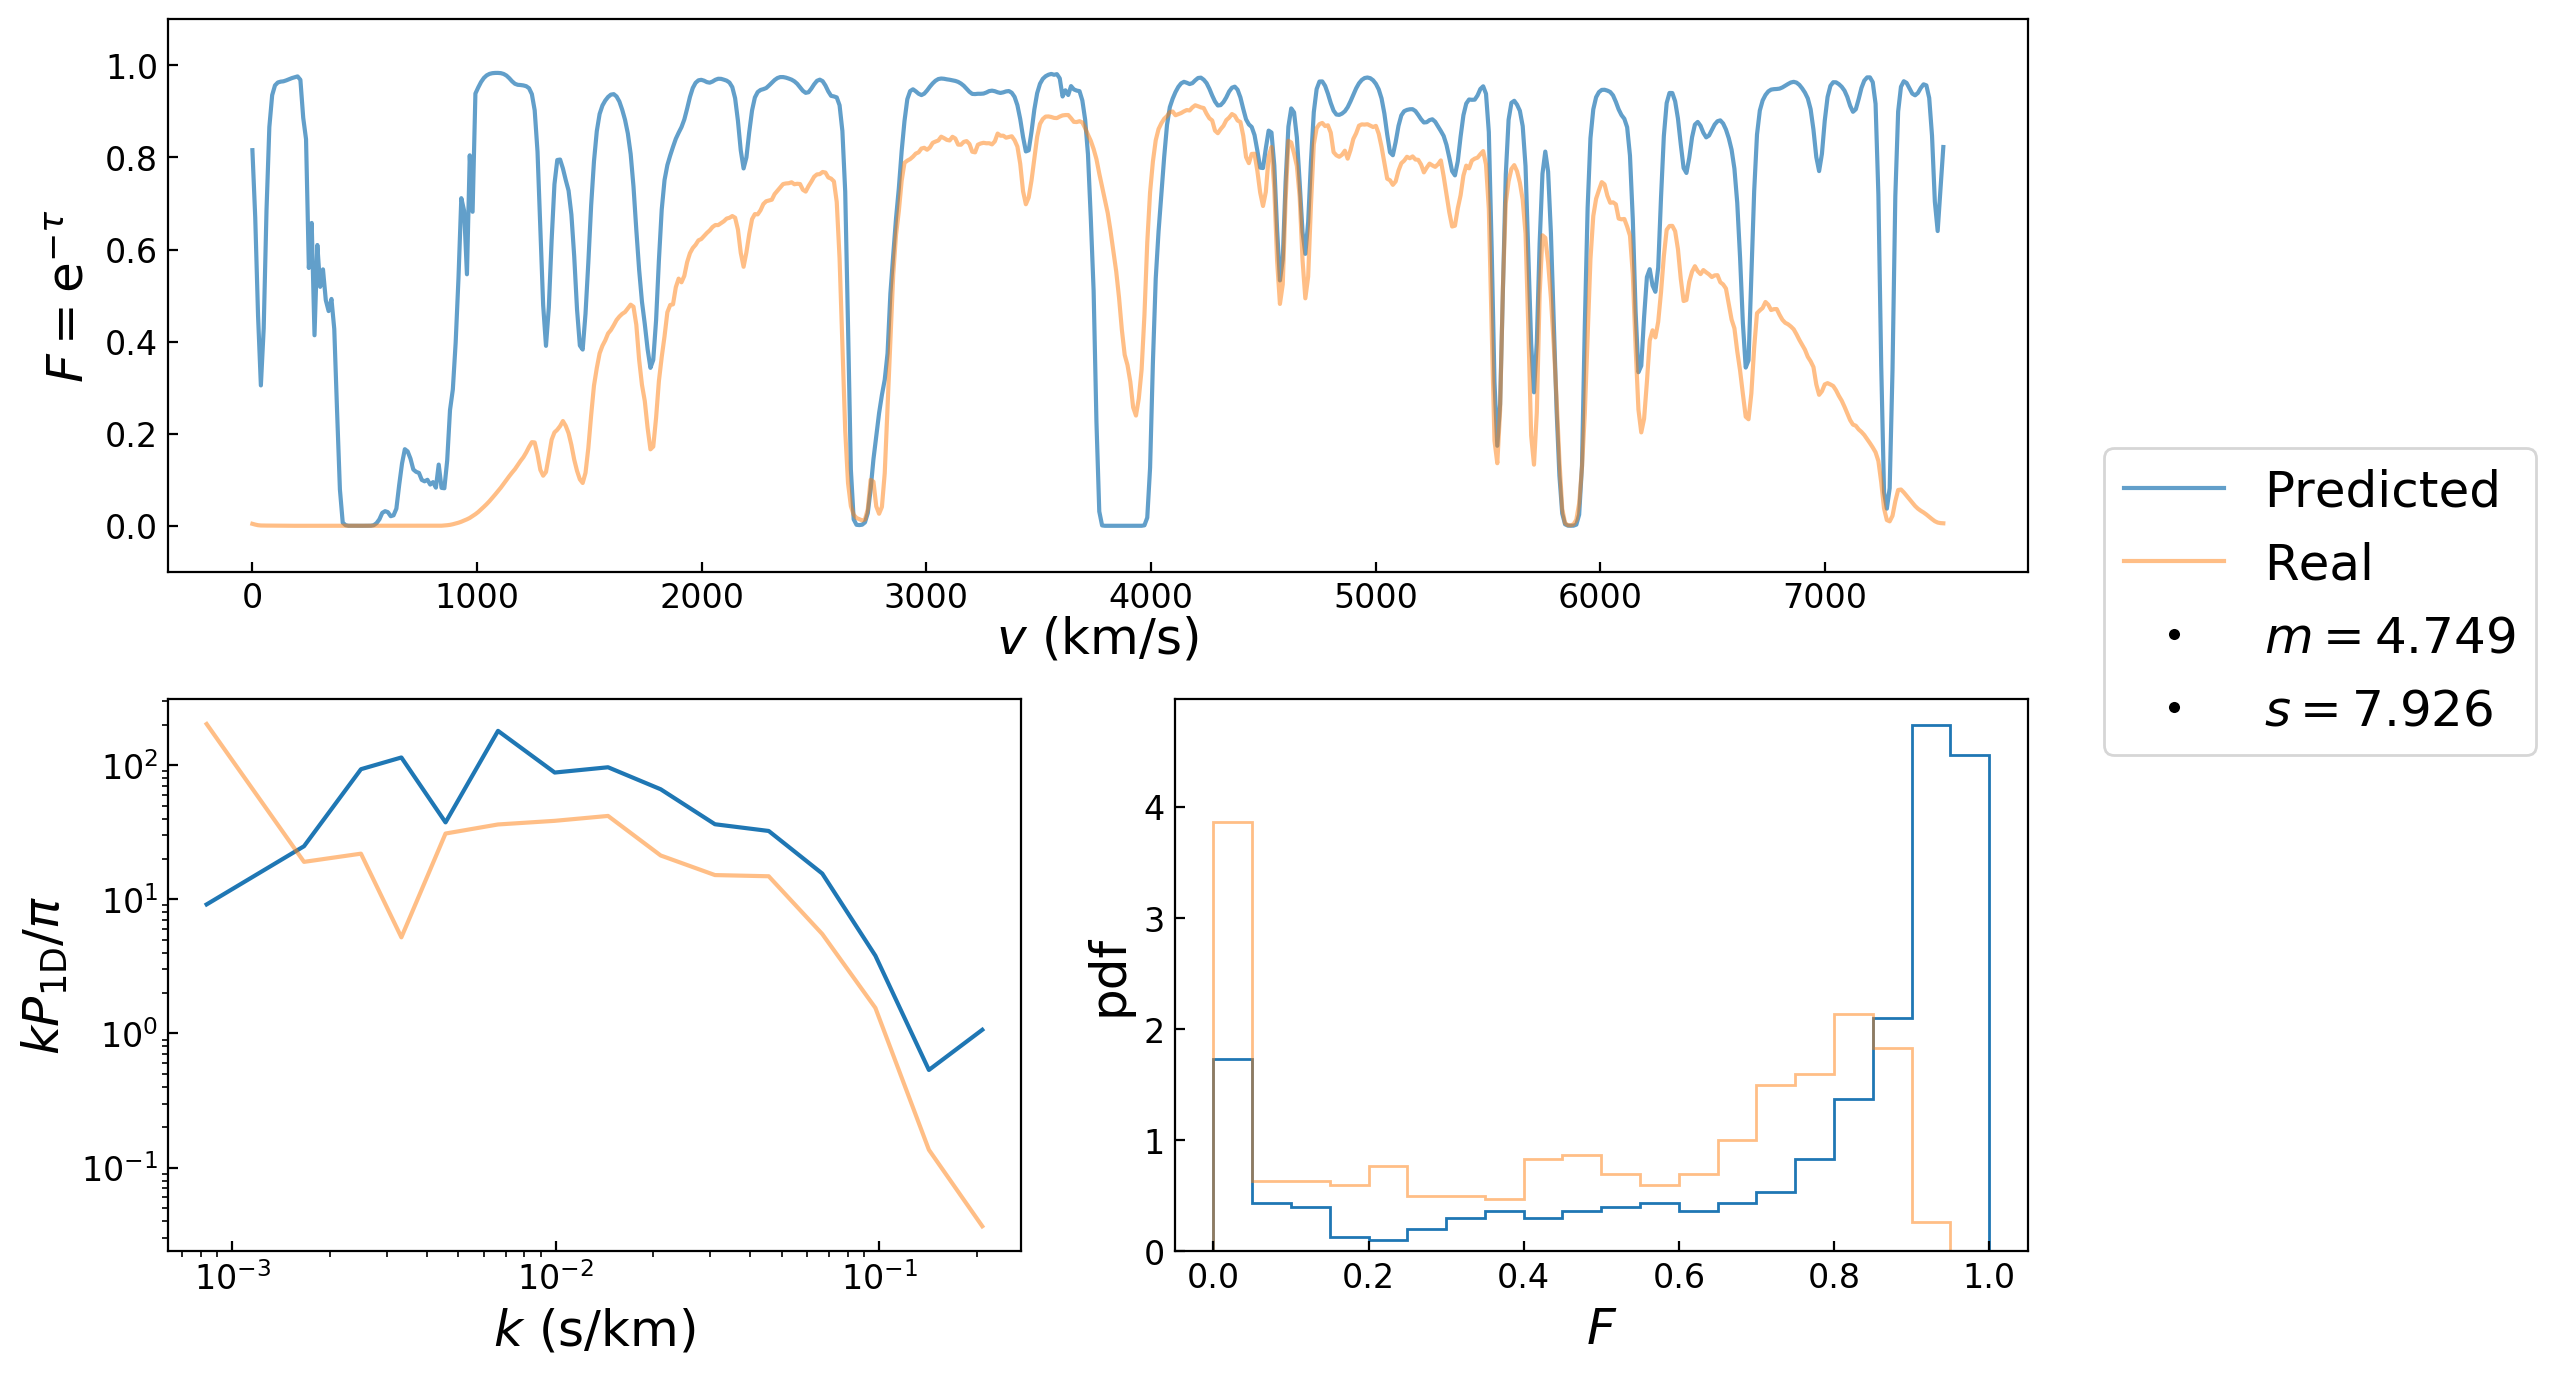 F = e^{-τ}
1.0
0.8
0.6
0.4
0.2
0.0
0 1000 2000 3000 4000 5000 6000 7000
v (km/s)
Predicted
Real
m = 4.749
s = 7.926
kP_{1D}/π
10^2
10^1
10^0
10^{-1}
10^{-3} 10^{-2} 10^{-1}
k (s/km)
pdf
4
3
2
1
0
0.0 0.2 0.4 0.6 0.8 1.0
F